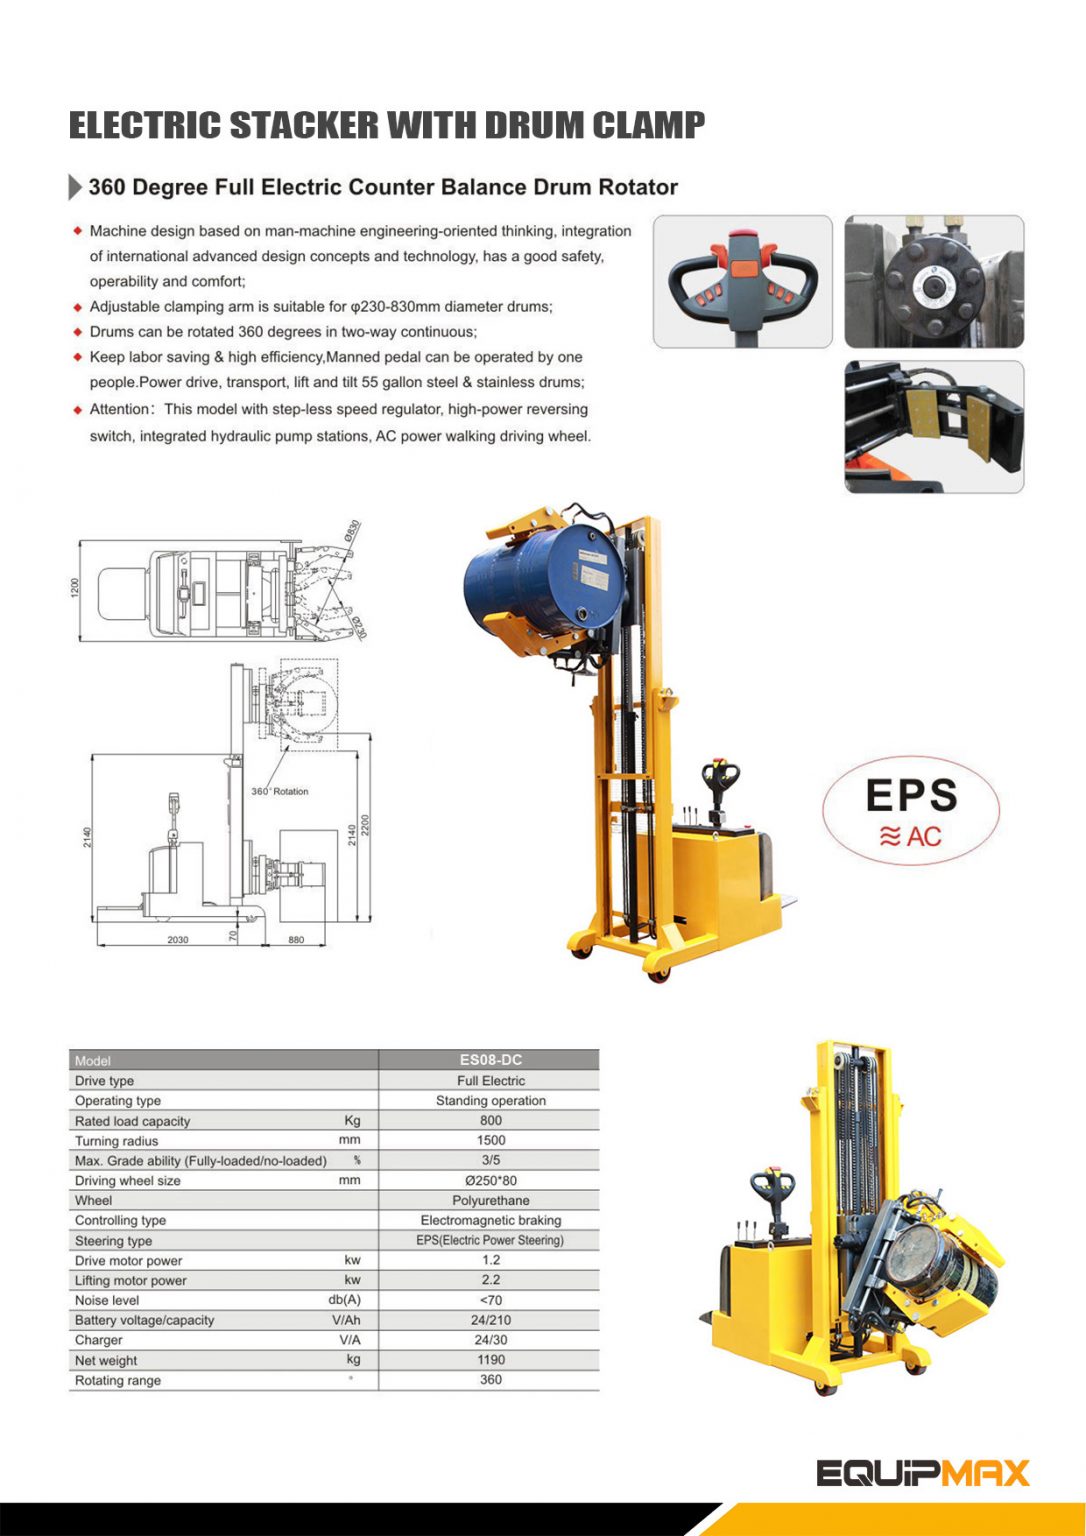 ELECTRIC STACKER WITH DRUM CLAMP
360 Degree Full Electric Counter Balance Drum Rotator
Machine design based on man-machine engineering-oriented thinking, integration
of international advanced design concepts and technology, has a good safety,
operability and comfort;
Adjustable clamping arm is suitable for φ230-830mm diameter drums;
Drums can be rotated 360 degrees in two-way continuous;
Keep labor saving & high efficiency,Manned pedal can be operated by one
people.Power drive, transport, lift and tilt 55 gallon steel & stainless drums;
Attention: This model with step-less speed regulator, high-power reversing
switch, integrated hydraulic pump stations, AC power walking driving wheel.
1200
Ø830
Ø230
360° Rotation
2140
2140
2200
2030
70
880
EPS
≋ AC
Model ES08-DC
Drive type Full Electric
Operating type Standing operation
Rated load capacity Kg 800
Turning radius mm 1500
Max. Grade ability (Fully-loaded/no-loaded) % 3/5
Driving wheel size mm Ø250*80
Wheel Polyurethane
Controlling type Electromagnetic braking
Steering type EPS(Electric Power Steering)
Drive motor power kw 1.2
Lifting motor power kw 2.2
Noise level db(A) <70
Battery voltage/capacity V/Ah 24/210
Charger V/A 24/30
Net weight kg 1190
Rotating range ° 360
EQUIPMAX